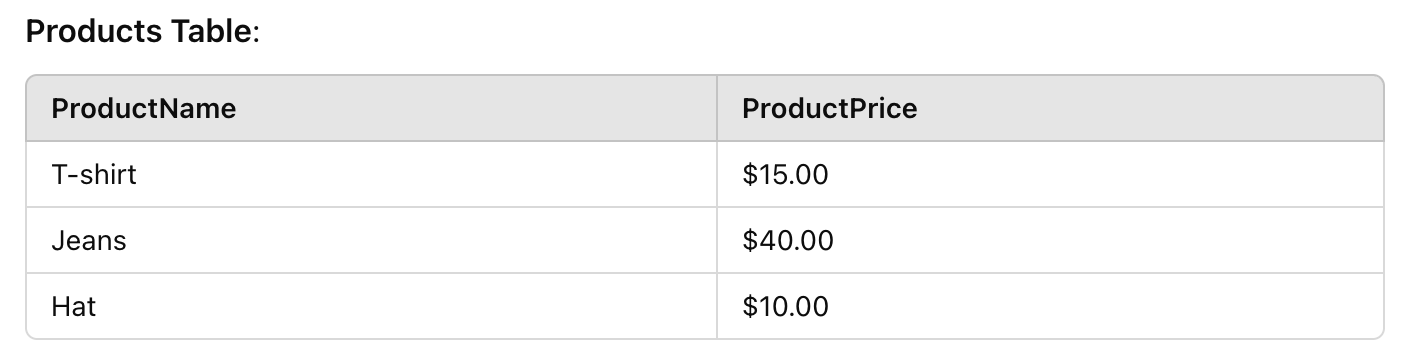 Products Table:
ProductName ProductPrice
T-shirt $15.00
Jeans $40.00
Hat $10.00